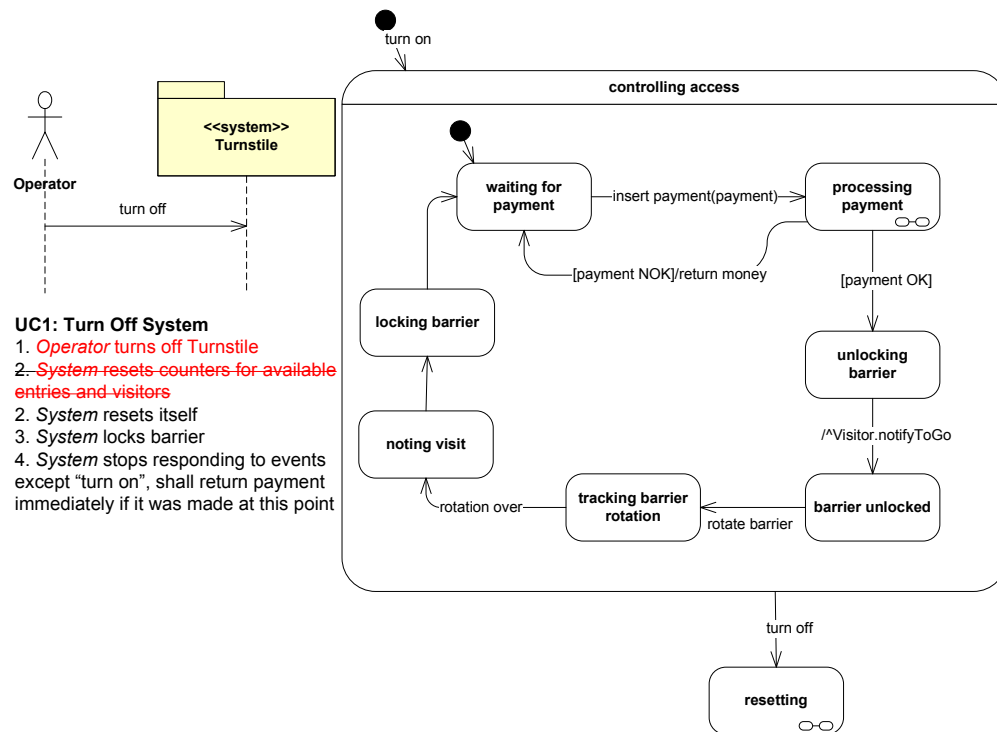 turn on
controlling access
<<system>>
Turnstile
Operator
turn off
waiting for
payment
insert payment(payment)
processing
payment
[payment NOK]/return money
[payment OK]
locking barrier
unlocking
barrier
UC1: Turn Off System
1. Operator turns off Turnstile
2. System resets counters for available
entries and visitors
2. System resets itself
3. System locks barrier
4. System stops responding to events
except “turn on”, shall return payment
immediately if it was made at this point
noting visit
/^Visitor.notifyToGo
rotation over
tracking barrier
rotation
rotate barrier
barrier unlocked
turn off
resetting